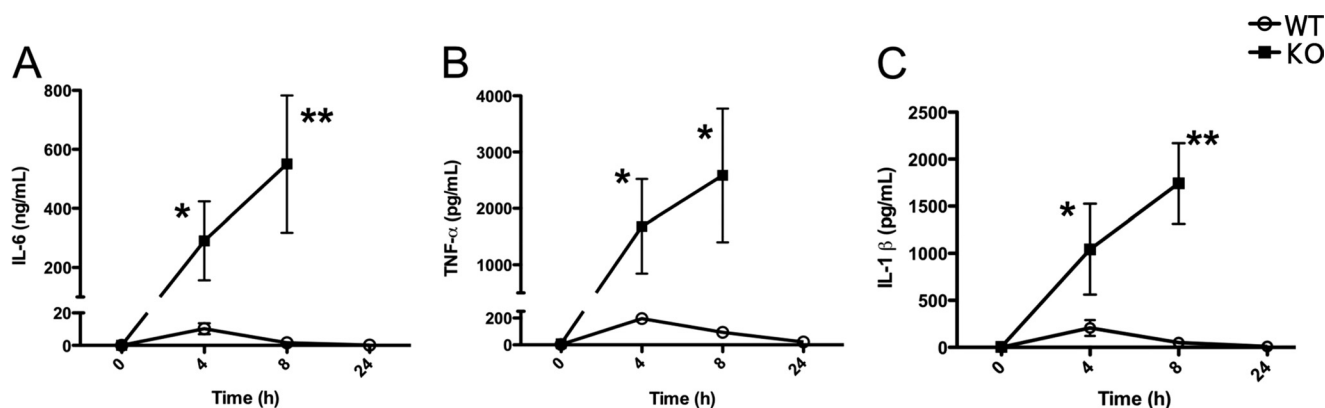 WT
KO
A
IL-6 (ng/mL)
800
600
400
200
20
0
*
**
0 4 8 24
Time (h)
B
TNF-α (pg/mL)
4000
3000
2000
1000
200
0
*
*
0 4 8 24
Time (h)
C
IL-1 β (pg/mL)
2500
2000
1500
1000
500
0
*
**
0 4 8 24
Time (h)